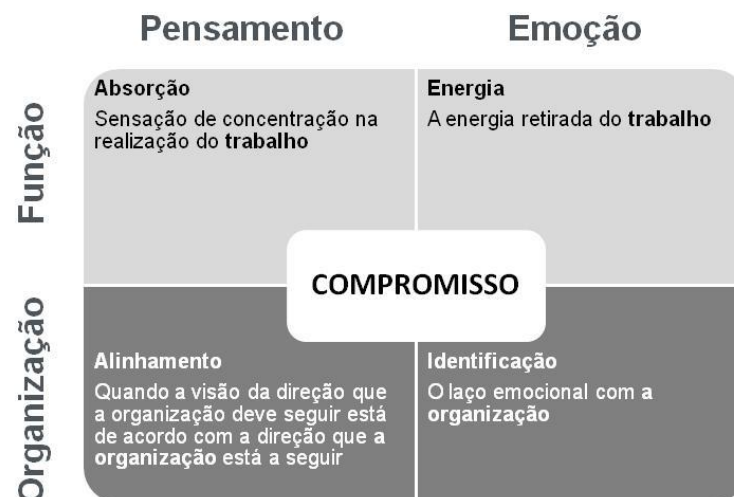 Pensamento
Emoção
Função
Absorção
Sensação de concentração na
realização do trabalho
Energia
A energia retirada do trabalho
COMPROMISSO
Organização
Alinhamento
Quando a visão da direção que
a organização deve seguir está
de acordo com a direção que a
organização está a seguir
Identificação
O laço emocional com a
organização